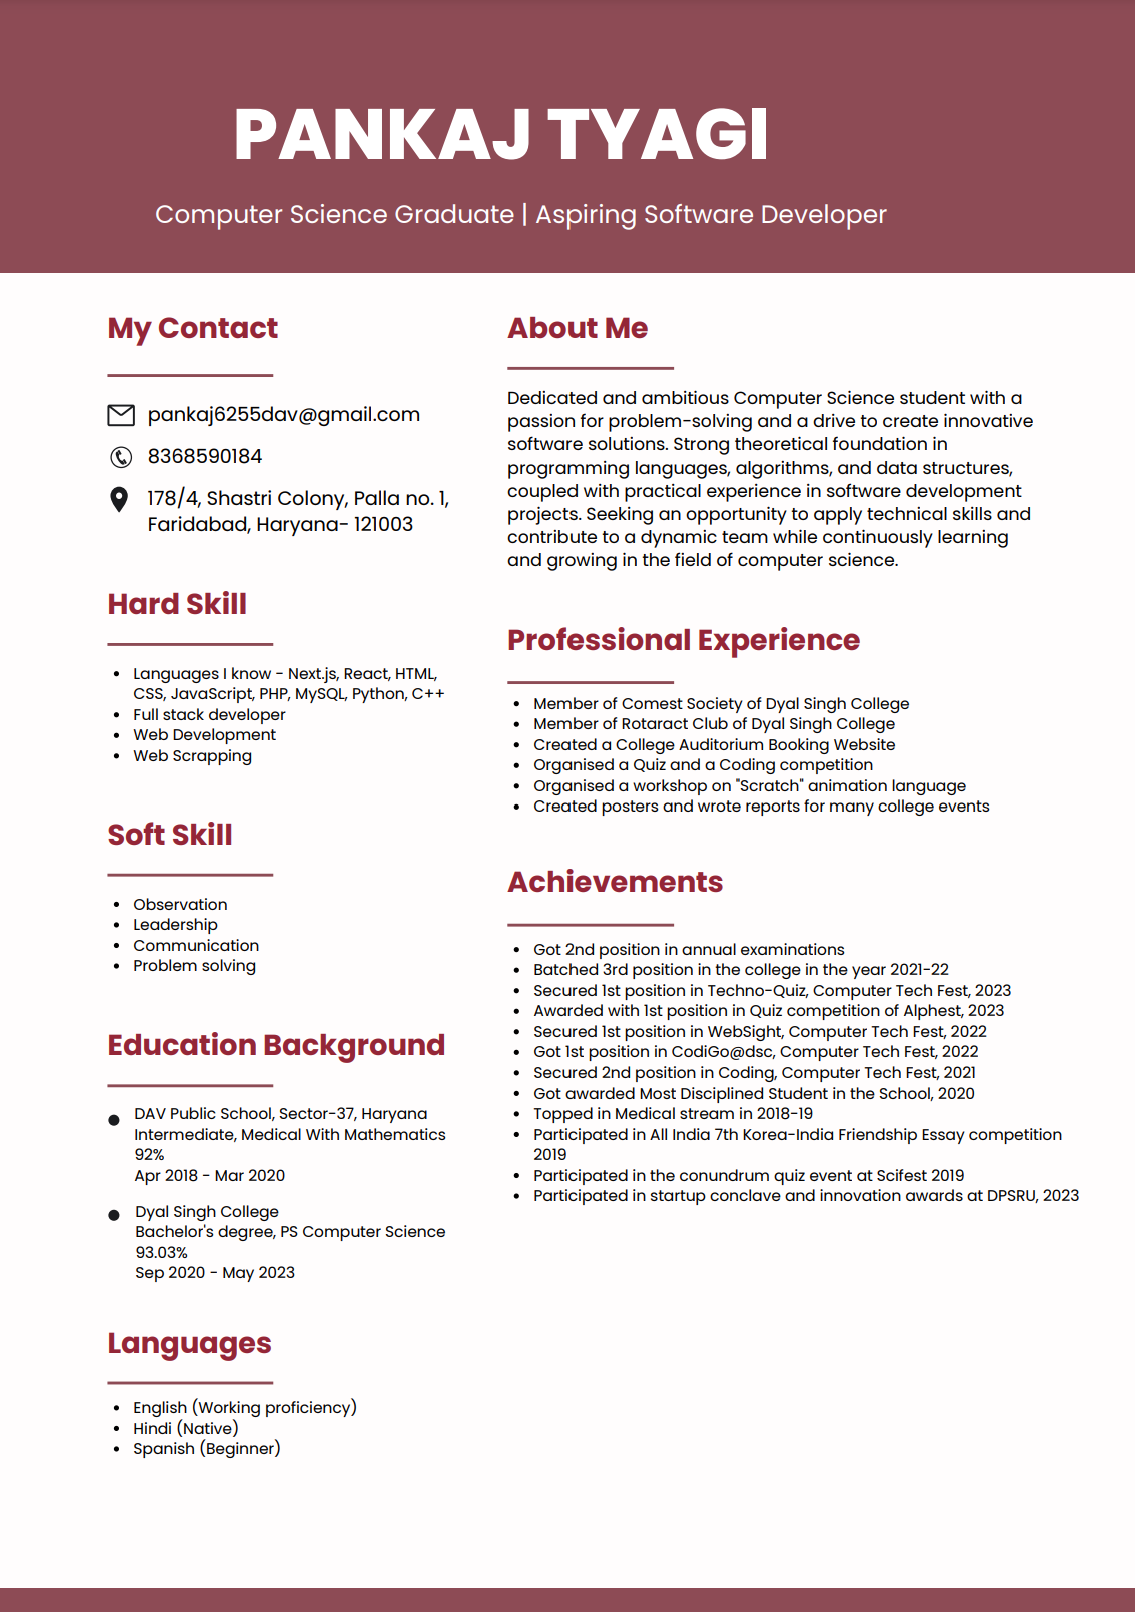 PANKAJ TYAGI
Computer Science Graduate | Aspiring Software Developer
My Contact
pankaj6255dav@gmail.com
8368590184
178/4, Shastri Colony, Palla no. 1,
Faridabad, Haryana- 121003
Hard Skill
Languages I know - Next.js, React, HTML,
CSS, JavaScript, PHP, MySQL, Python, C++
Full stack developer
Web Development
Web Scrapping
Soft Skill
Observation
Leadership
Communication
Problem solving
Education Background
DAV Public School, Sector-37, Haryana
Intermediate, Medical With Mathematics
92%
Apr 2018 - Mar 2020
Dyal Singh College
Bachelor's degree, PS Computer Science
93.03%
Sep 2020 - May 2023
Languages
English (Working proficiency)
Hindi (Native)
Spanish (Beginner)
About Me
Dedicated and ambitious Computer Science student with a
passion for problem-solving and a drive to create innovative
software solutions. Strong theoretical foundation in
programming languages, algorithms, and data structures,
coupled with practical experience in software development
projects. Seeking an opportunity to apply technical skills and
contribute to a dynamic team while continuously learning
and growing in the field of computer science.
Professional Experience
Member of Comest Society of Dyal Singh College
Member of Rotaract Club of Dyal Singh College
Created a College Auditorium Booking Website
Organised a Quiz and a Coding competition
Organised a workshop on "Scratch" animation language
Created posters and wrote reports for many college events
Achievements
Got 2nd position in annual examinations
Batched 3rd position in the college in the year 2021-22
Secured 1st position in Techno-Quiz, Computer Tech Fest, 2023
Awarded with 1st position in Quiz competition of Alphest, 2023
Secured 1st position in WebSight, Computer Tech Fest, 2022
Got 1st position in CodiGo@dsc, Computer Tech Fest, 2022
Secured 2nd position in Coding, Computer Tech Fest, 2021
Got awarded Most Disciplined Student in the School, 2020
Topped in Medical stream in 2018-19
Participated in All India 7th Korea-India Friendship Essay competition
2019
Participated in the conundrum quiz event at Scifest 2019
Participated in startup conclave and innovation awards at DPSRU, 2023